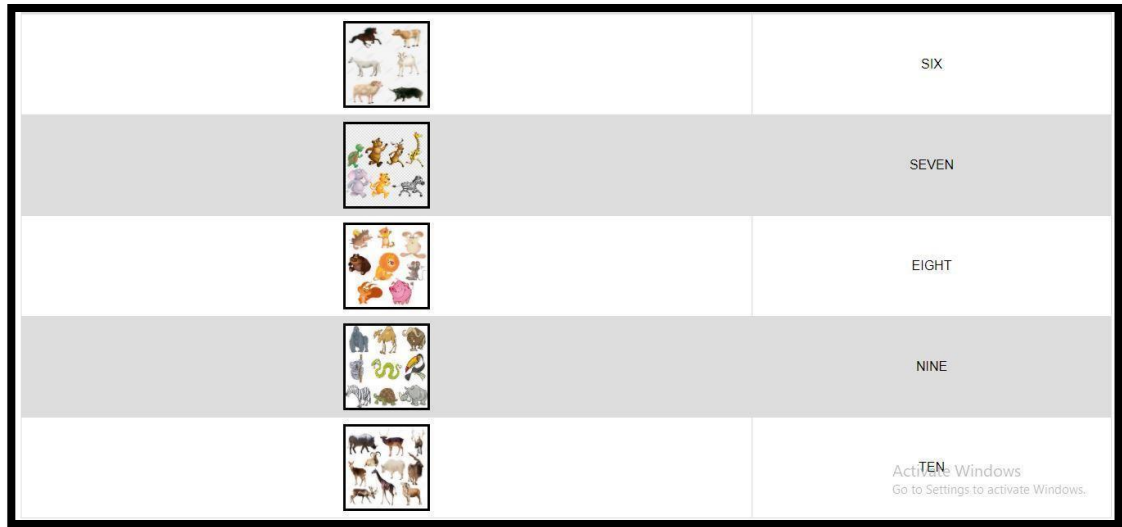 SIX
SEVEN
EIGHT
NINE
TEN
Activate Windows
Go to Settings to activate Windows.